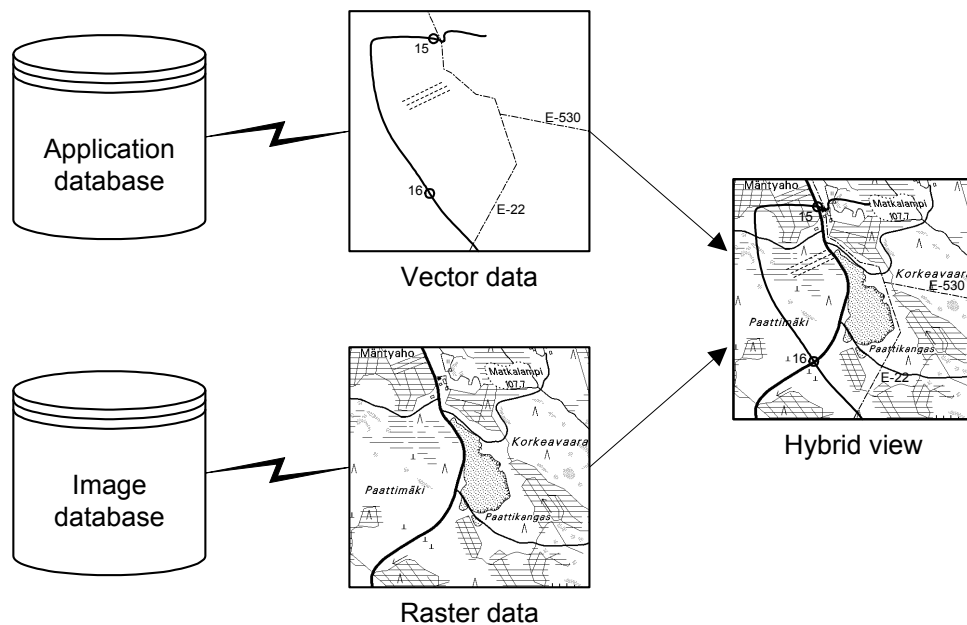 Application
database
15
16
E-530
E-22
Vector data
Image
database
Mäntyaho
Matkalampi
107.7
Korkeavaara
Paattimäki
Paattikangas
Raster data
Mäntyaho
15
Matkalampi
107.7
Korkeavaara
E-530
Paattimäki
Paattikangas
16
E-22
Hybrid view